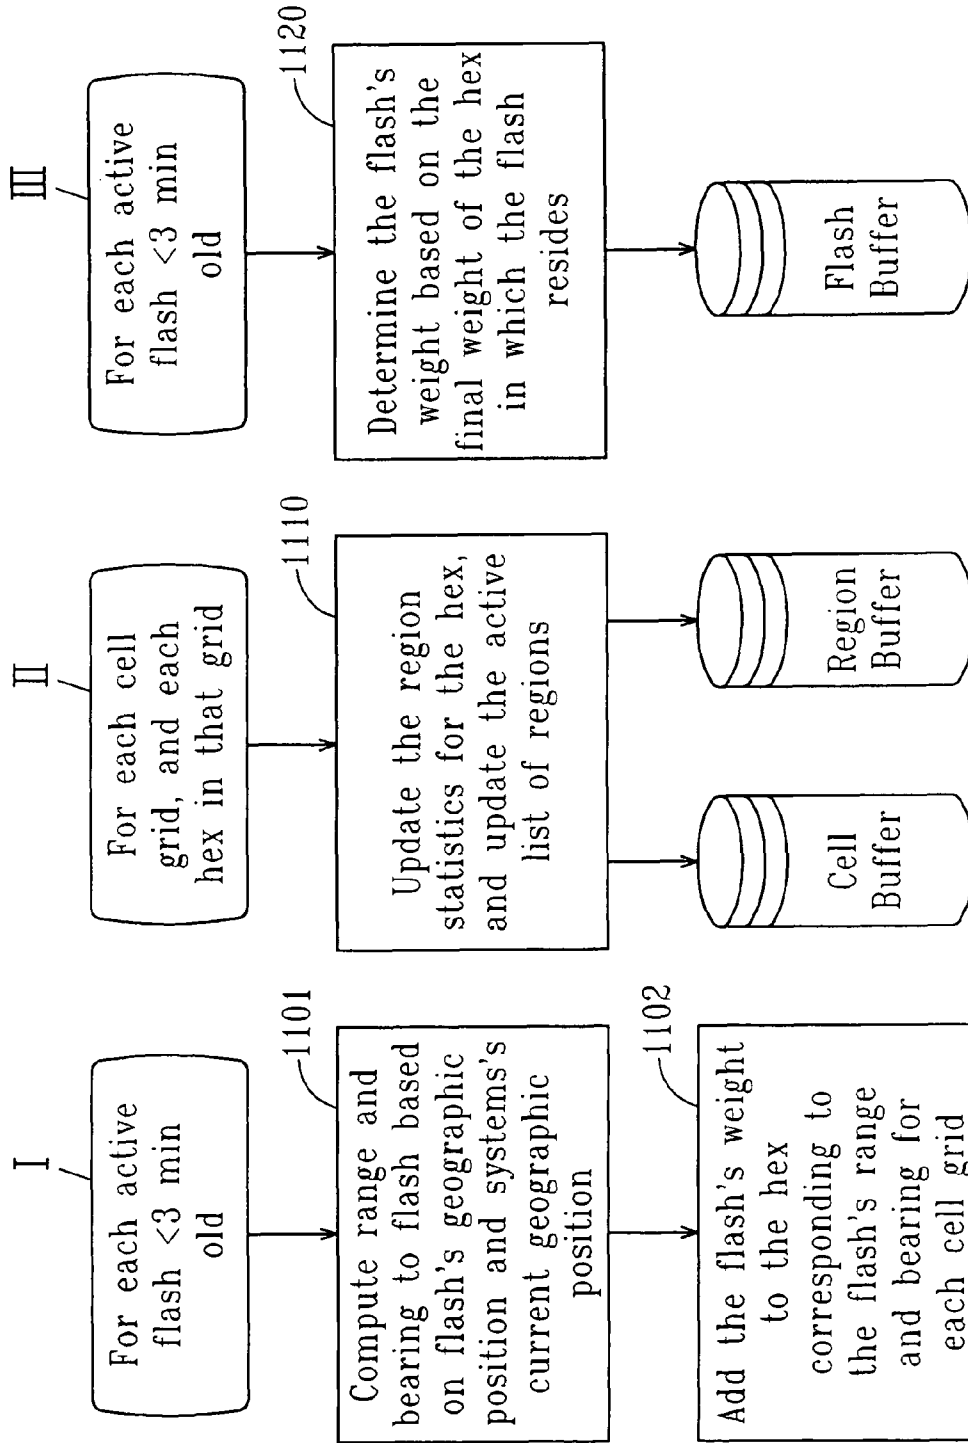 I
For each active
flash <3 min
old
1101
Compute range and
bearing to flash based
on flash's geographic
position and systems's
current geographic
position
1102
Add the flash's weight
to the hex
corresponding to
the flash's range
and bearing for
each cell grid
II
For each cell
grid, and each
hex in that grid
1110
Update the region
statistics for the hex,
and update the active
list of regions
Cell
Buffer
Region
Buffer
III
For each active
flash <3 min
old
1120
Determine the flash's
weight based on the
final weight of the hex
in which the flash
resides
Flash
Buffer